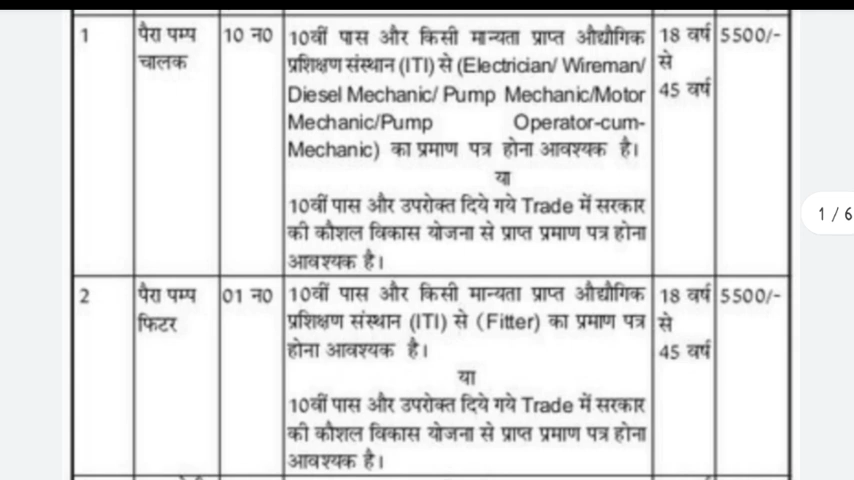 1 पैरा पम्प 10 न0 10वीं पास और किसी मान्यता प्राप्त औद्यौगिक 18 वर्ष 5500/-
चालक प्रशिक्षण संस्थान (ITI) से (Electrician/ Wireman/ से
Diesel Mechanic/ Pump Mechanic/Motor 45 वर्ष
Mechanic/Pump Operator-cum-
Mechanic) का प्रमाण पत्र होना आवश्यक है।
या
10वीं पास और उपरोक्त दिये गये Trade में सरकार
की कौशल विकास योजना से प्राप्त प्रमाण पत्र होना
आवश्यक है।
1 / 6
2 पैरा पम्प 01 न0 10वीं पास और किसी मान्यता प्राप्त औद्यौगिक 18 वर्ष 5500/-
फिटर प्रशिक्षण संस्थान (ITI) से (Fitter) का प्रमाण पत्र से
होना आवश्यक है। 45 वर्ष
या
10वीं पास और उपरोक्त दिये गये Trade में सरकार
की कौशल विकास योजना से प्राप्त प्रमाण पत्र होना
आवश्यक है।